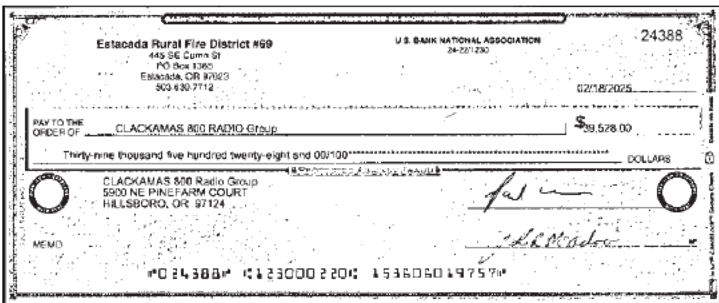 Estacada Rural Fire District #69
445 SE Currin St
PO Box 1385
Estacada, OR 97023
503-630-7712
U.S. BANK NATIONAL ASSOCIATION
24-22/1230
24388
02/18/2025
PAY TO THE
ORDER OF CLACKAMAS 800 RADIO Group $39,528.00
Thirty-nine thousand five hundred twenty-eight and 00/100 DOLLARS
CLACKAMAS 800 Radio Group
5900 NE PINEFARM COURT
HILLSBORO, OR 97124
MEMO
⑈024388⑈ ⑆123000220⑆ 153606019757⑈